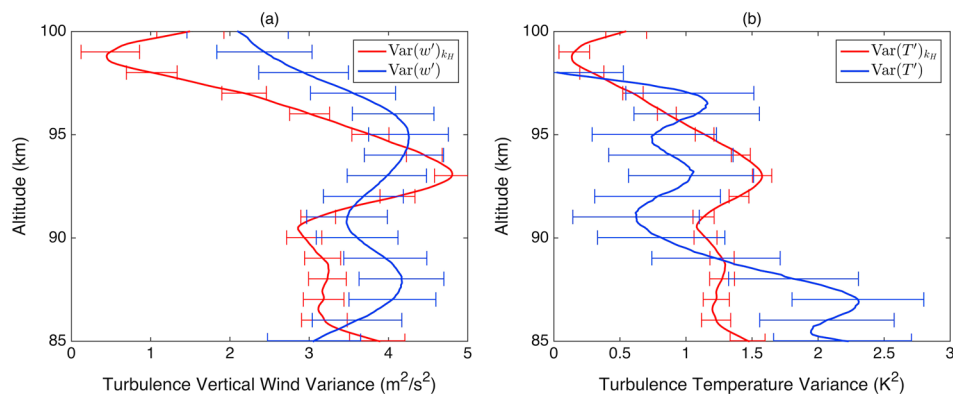 (a)
100
95
90
85
Altitude (km)
Var(w′)kH
Var(w′)
0 1 2 3 4 5
Turbulence Vertical Wind Variance (m²/s²)
(b)
100
95
90
85
Altitude (km)
Var(T′)kH
Var(T′)
0 0.5 1 1.5 2 2.5 3
Turbulence Temperature Variance (K²)